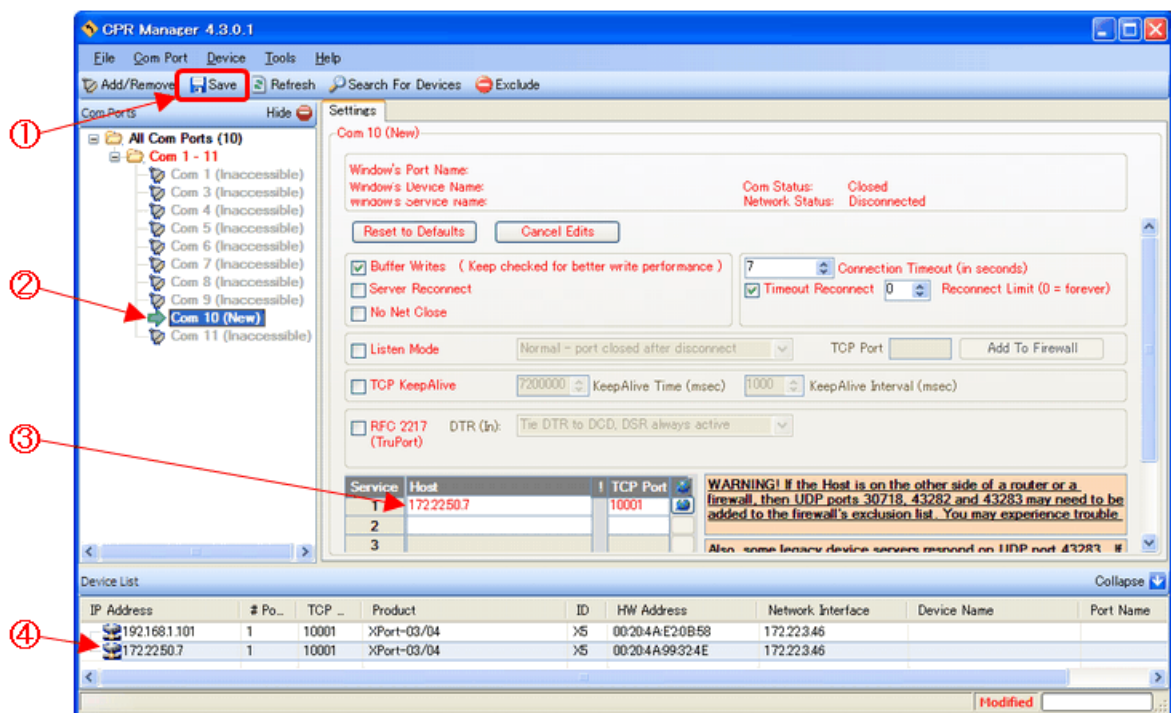 CPR Manager 4.3.0.1
File Com Port Device Tools Help
Add/Remove Save Refresh Search For Devices Exclude
① Com Ports Hide Settings
All Com Ports (10)
Com 1 - 11
Com 1 (Inaccessible)
Com 3 (Inaccessible)
Com 4 (Inaccessible)
Com 5 (Inaccessible)
Com 6 (Inaccessible)
Com 7 (Inaccessible)
Com 8 (Inaccessible)
② Com 9 (Inaccessible)
Com 10 (New)
Com 11 (Inaccessible)
Com 10 (New)
Window's Port Name:
Window's Device Name: Com Status: Closed
Window's Service Name: Network Status: Disconnected
Reset to Defaults Cancel Edits
Buffer Writes ( Keep checked for better write performance ) 7 Connection Timeout (in seconds)
Server Reconnect Timeout Reconnect 0 Reconnect Limit (0 = forever)
No Net Close
Listen Mode Normal - port closed after disconnect TCP Port Add To Firewall
TCP KeepAlive 7200000 KeepAlive Time (msec) 1000 KeepAlive Interval (msec)
RFC 2217 DTR (In): Tie DTR to DCD, DSR always active
(TruPort)
③
Service Host ! TCP Port
1 172.22.50.7 10001
2
3
WARNING! If the Host is on the other side of a router or a
firewall, then UDP ports 30718, 43282 and 43283 may need to be
added to the firewall's exclusion list. You may experience trouble
Also, some legacy device servers respond on UDP port 43283. If
Device List Collapse
IP Address # Po... TCP ... Product ID HW Address Network Interface Device Name Port Name
192.168.1.101 1 10001 XPort-03/04 X5 00:20:4A:E2:0B:58 172.22.3.46
④ 172.22.50.7 1 10001 XPort-03/04 X5 00:20:4A:99:32:4E 172.22.3.46
Modified